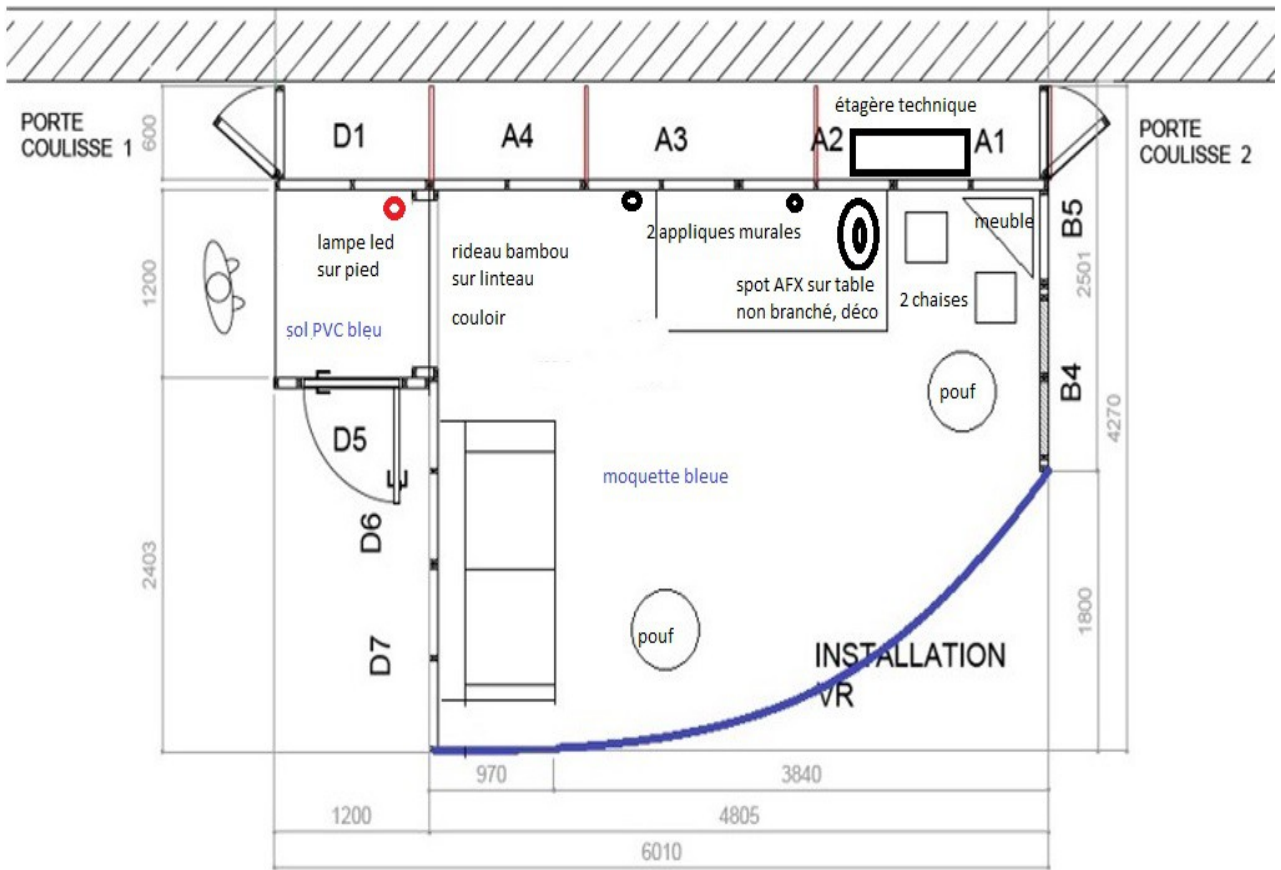 étagère technique
PORTE
COULISSE 1
600
D1
A4
A3
A2
A1
PORTE
COULISSE 2
lampe led
sur pied
rideau bambou
sur linteau
couloir
2 appliques murales
meuble
B5
1200
spot AFX sur table
non branché, déco
2 chaises
2501
sol PVC bleu
pouf
B4
4270
D5
moquette bleue
D6
2403
pouf
1800
D7
INSTALLATION
VR
970
3840
1200
4805
6010